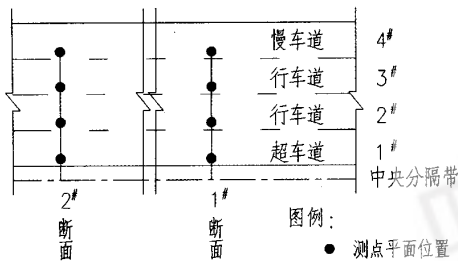 慢车道 4#
行车道 3#
行车道 2#
超车道 1#
中央分隔带
2#断面
1#断面
图例：
● 测点平面位置